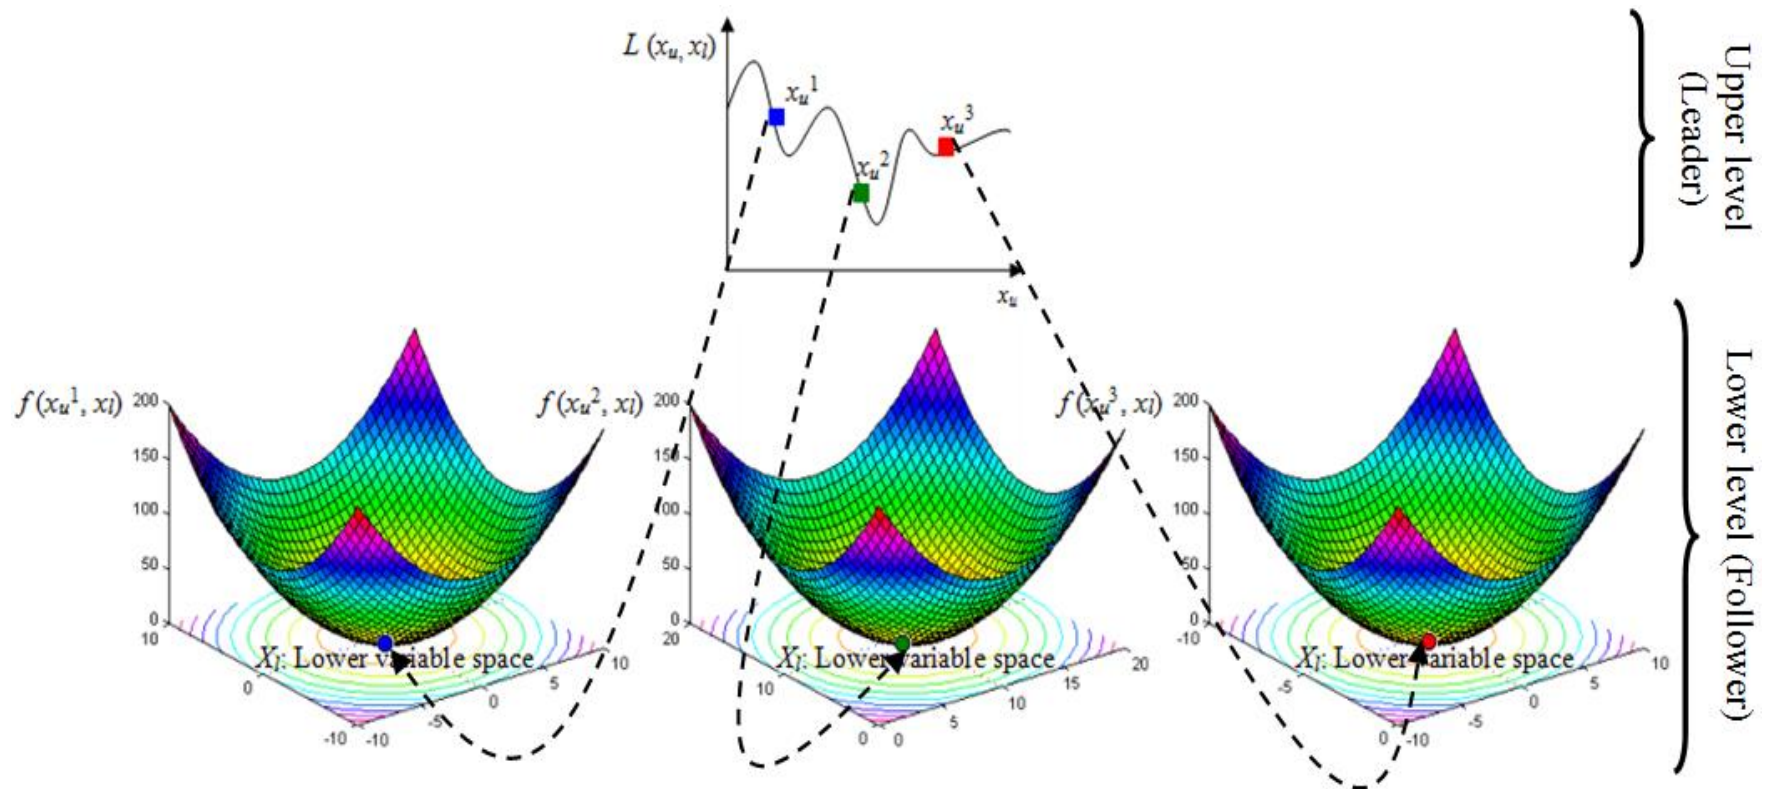 L (xᵤ, xₗ)
xᵤ¹
xᵤ²
xᵤ³
xᵤ
Upper level
(Leader)
f(xᵤ¹, xₗ)
200
150
100
50
0
10
0
-10
-10
-5
0
5
10
Xₗ: Lower variable space
f(xᵤ², xₗ)
200
150
100
50
0
20
10
0
0
5
10
15
20
Xₗ: Lower variable space
f(xᵤ³, xₗ)
200
150
100
50
0
-10
-5
0
-10
-5
0
5
10
Xₗ: Lower variable space
Lower level (Follower)